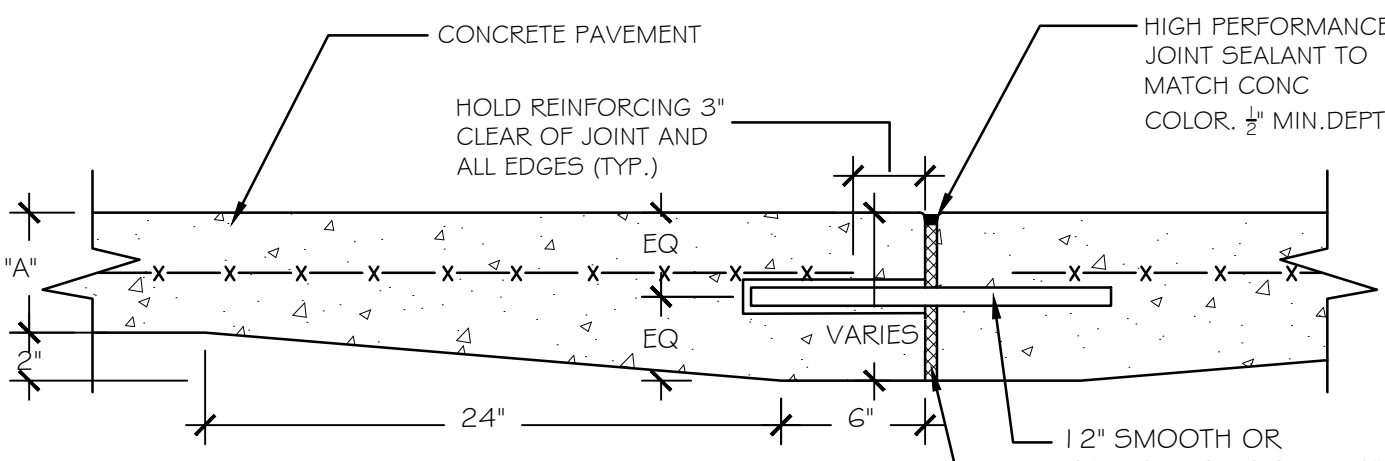 CONCRETE PAVEMENT
HIGH PERFORMANCE
JOINT SEALANT TO
MATCH CONC
COLOR. ½" MIN.DEPT
HOLD REINFORCING 3"
CLEAR OF JOINT AND
ALL EDGES (TYP.)
"A"
EQ
EQ
VARIES
2"
24"
6"
12" SMOOTH OR